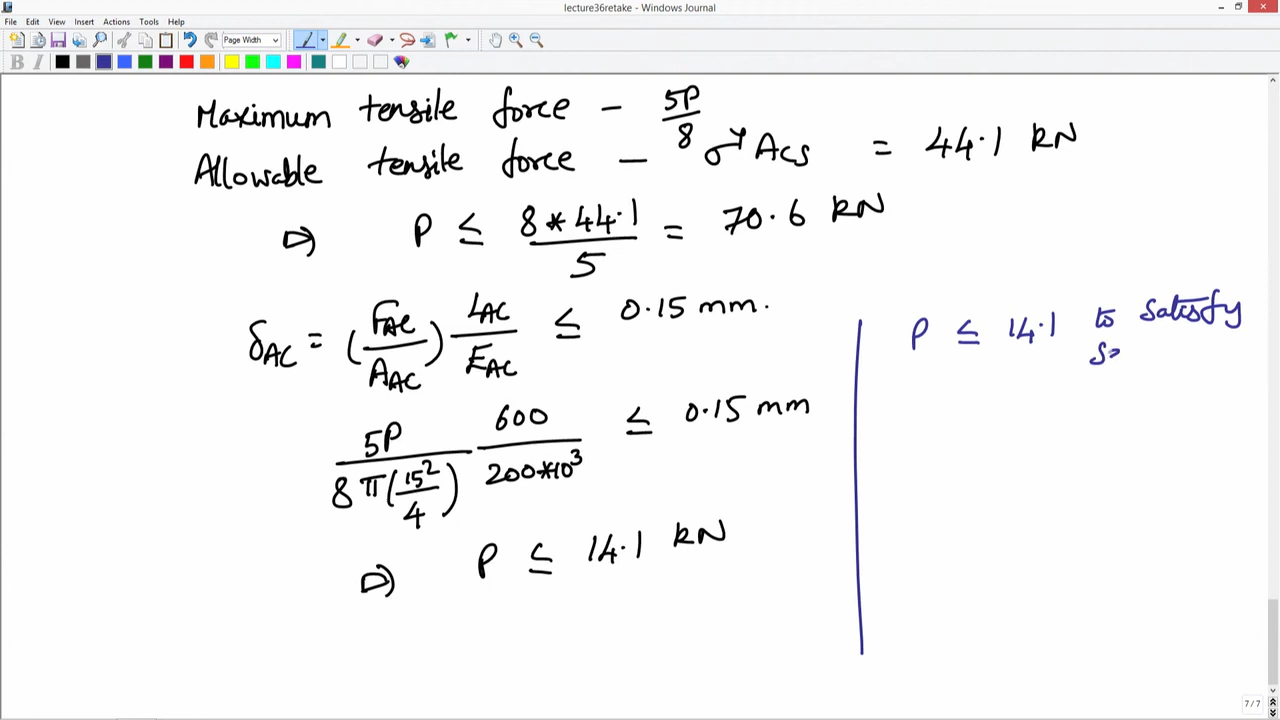 lecture36retake - Windows Journal
File Edit View Insert Actions Tools Help
Page Width
B I
Maximum tensile force - 5P/8
Allowable tensile force - σ^Y Acs = 44.1 kN
⇒ P ≤ 8*44.1/5 = 70.6 kN
δAC = (FAC/AAC) LAC/EAC ≤ 0.15 mm.
5P/8π(15²/4) 600/200*10³ ≤ 0.15 mm
⇒ P ≤ 14.1 kN
P ≤ 14.1 to satisfy
7/7